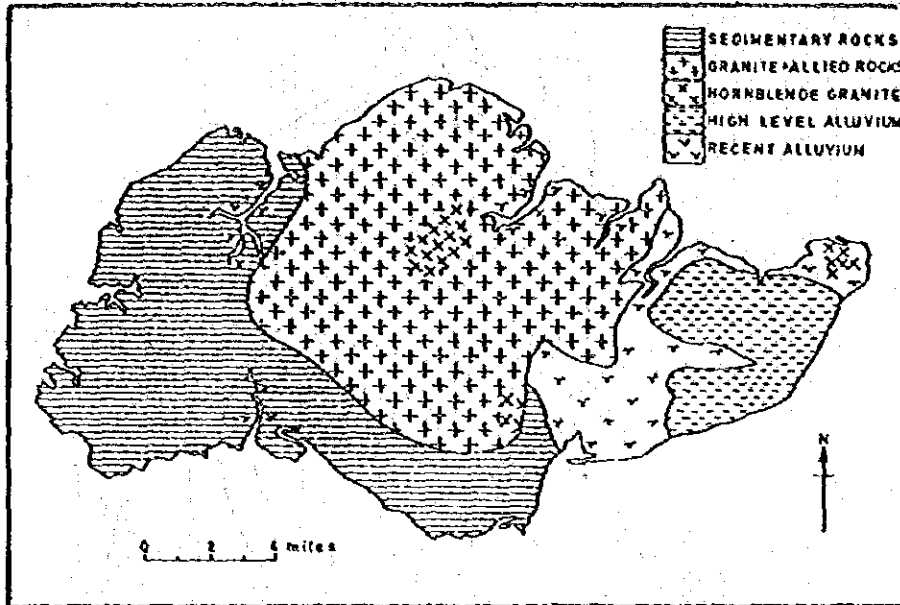 SEDIMENTARY ROCKS
GRANITE+ALLIED ROCKS
HORNBLENDE GRANITE
HIGH LEVEL ALLUVIUM
RECENT ALLUVIUM
N
0 2 4 miles